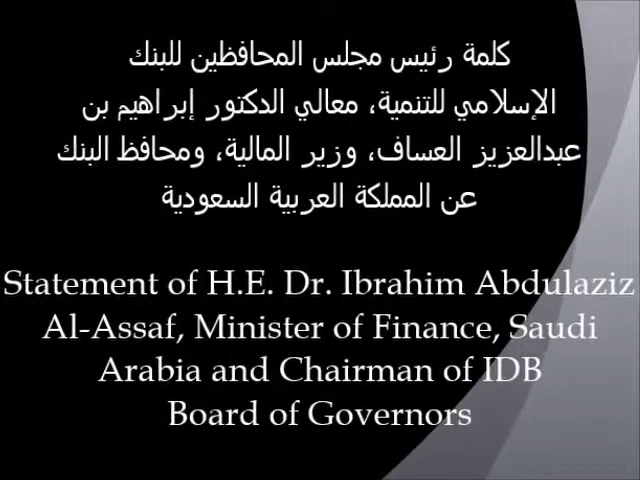 كلمة رئيس مجلس المحافظين للبنك
الإسلامي للتنمية، معالي الدكتور إبراهيم بن
عبدالعزيز العساف، وزير المالية، ومحافظ البنك
عن المملكة العربية السعودية
Statement of H.E. Dr. Ibrahim Abdulaziz
Al-Assaf, Minister of Finance, Saudi
Arabia and Chairman of IDB
Board of Governors